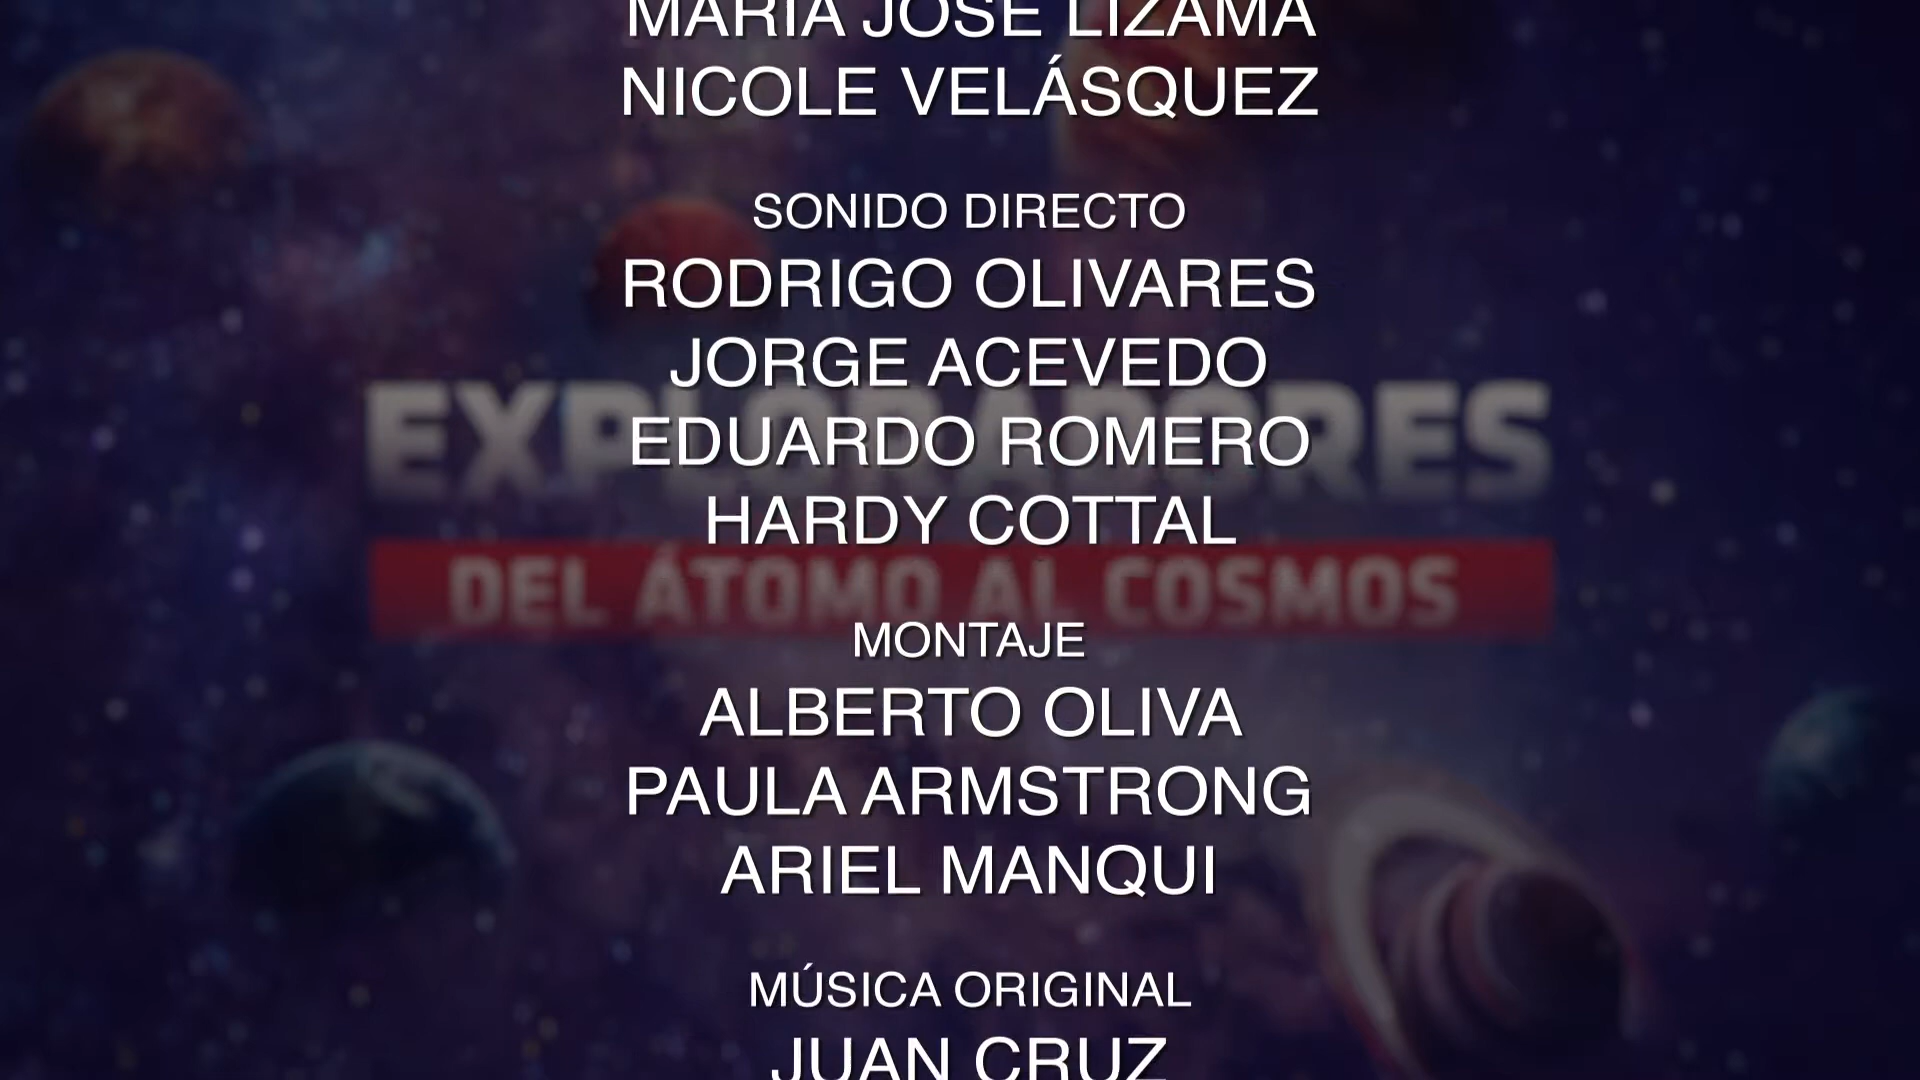 MARÍA JOSÉ LIZAMA
NICOLE VELÁSQUEZ
SONIDO DIRECTO
RODRIGO OLIVARES
JORGE ACEVEDO
EDUARDO ROMERO
HARDY COTTAL
EXPLORADORES
DEL ÁTOMO AL COSMOS
MONTAJE
ALBERTO OLIVA
PAULA ARMSTRONG
ARIEL MANQUI
MÚSICA ORIGINAL
JUAN CRUZ